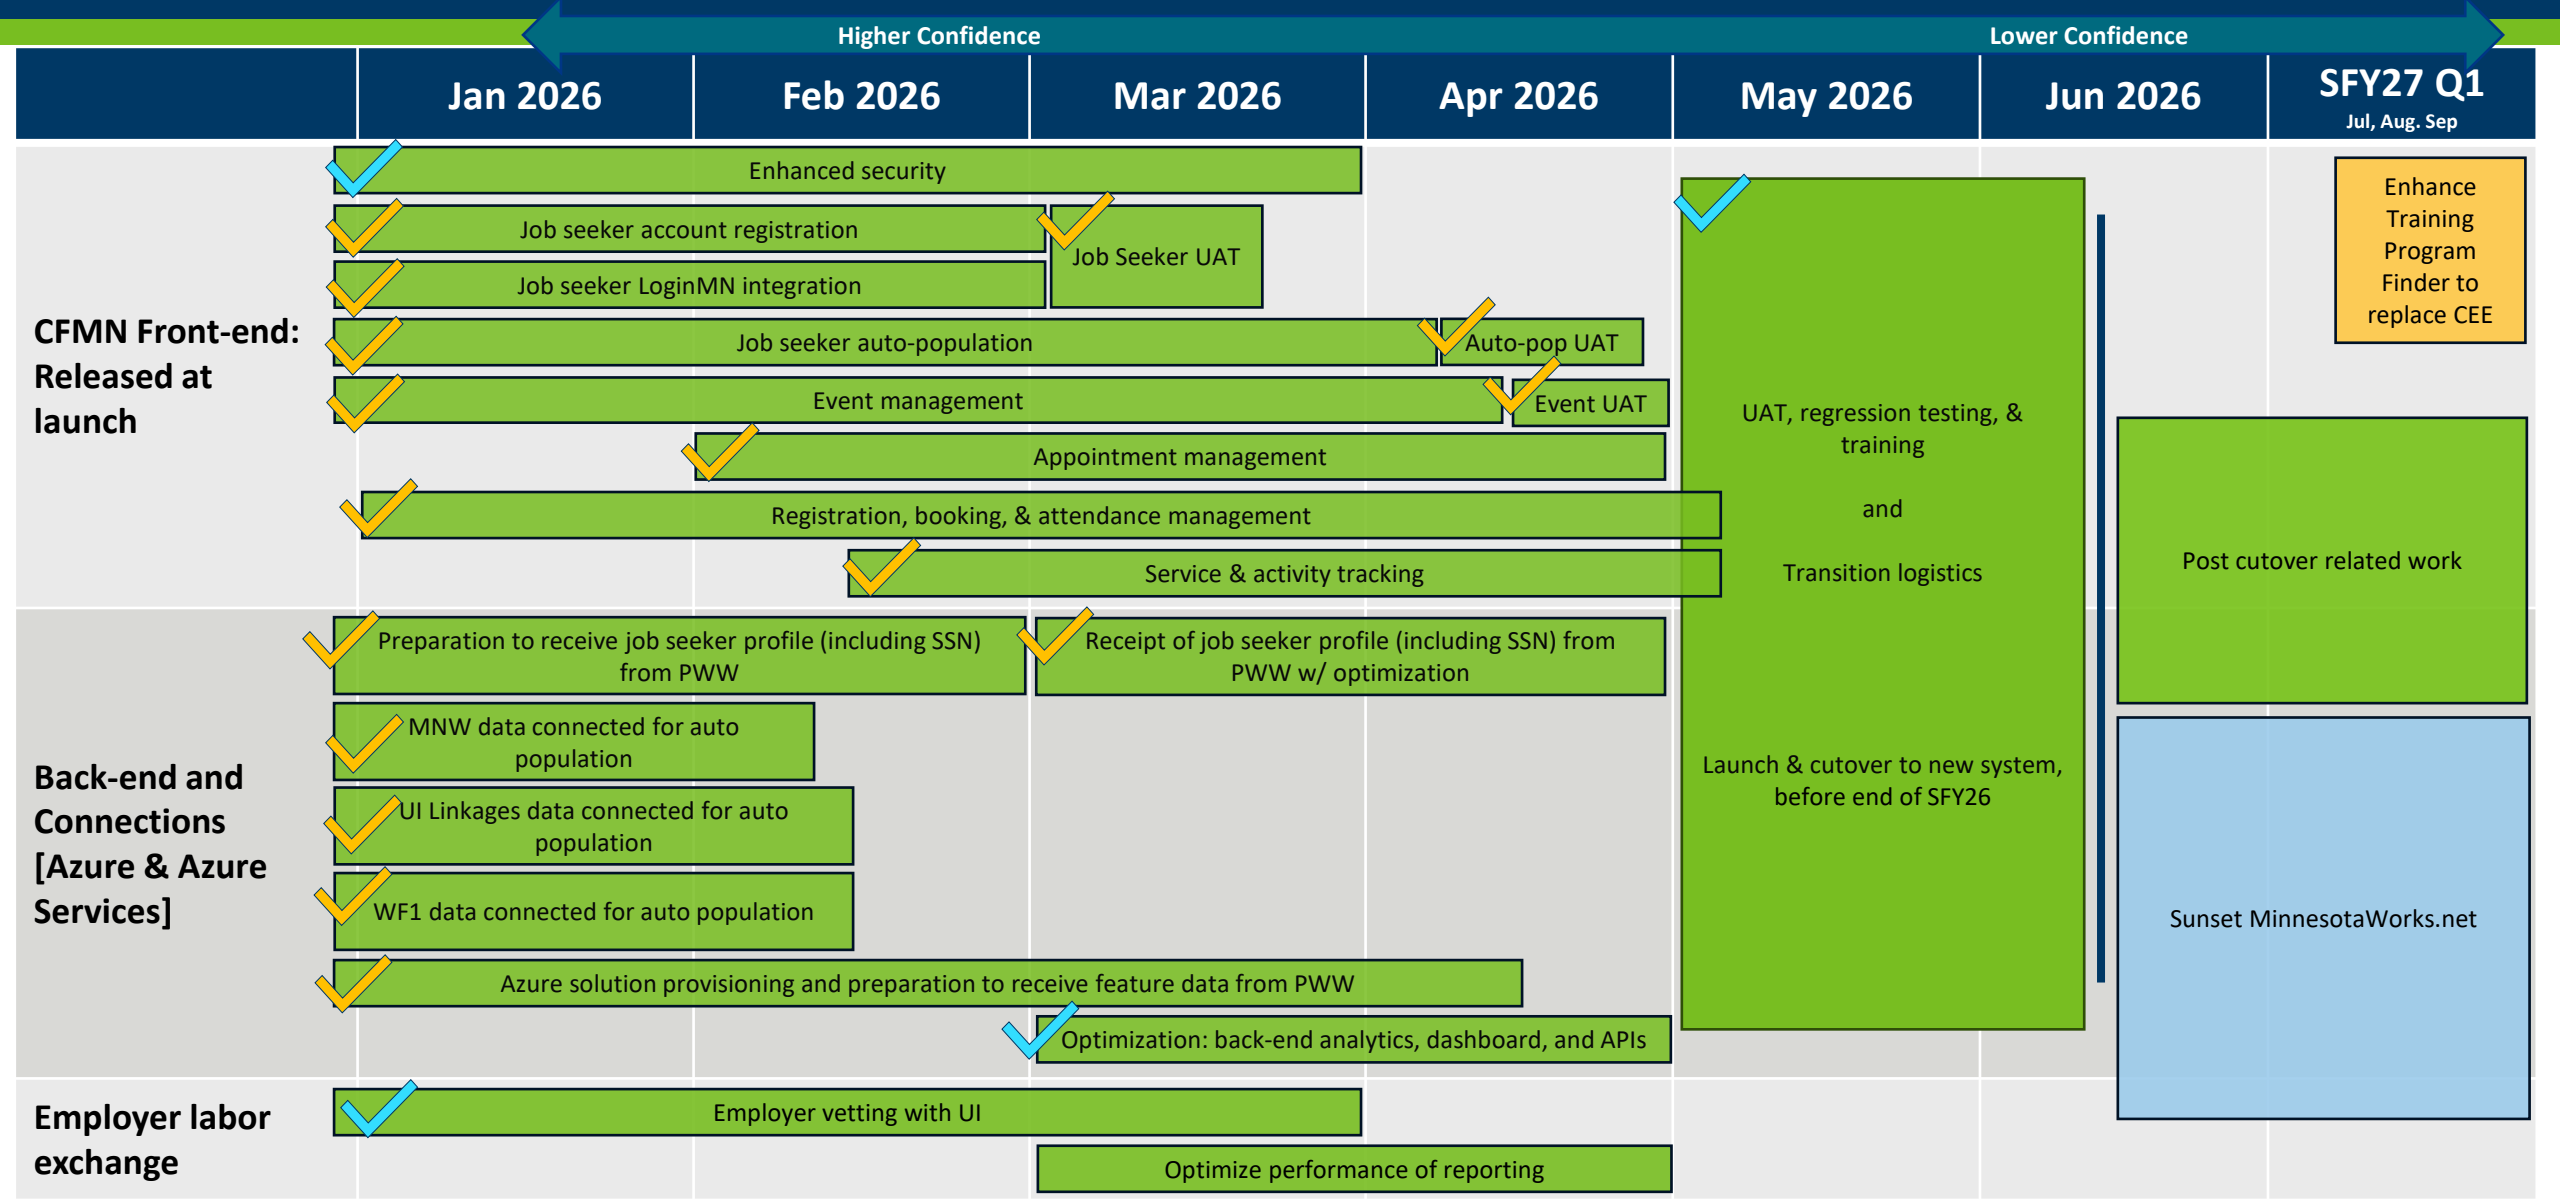 Higher Confidence
Lower Confidence
Jan 2026
Feb 2026
Mar 2026
Apr 2026
May 2026
Jun 2026
SFY27 Q1
Jul, Aug. Sep
CFMN Front-end:
Released at
launch
Enhanced security
Job seeker account registration
Job seeker LoginMN integration
Job Seeker UAT
Job seeker auto-population
Auto-pop UAT
Event management
Event UAT
Appointment management
Registration, booking, & attendance management
Service & activity tracking
UAT, regression testing, &
training
and
Transition logistics
Launch & cutover to new system,
before end of SFY26
Enhance
Training
Program
Finder to
replace CEE
Post cutover related work
Back-end and
Connections
[Azure & Azure
Services]
Preparation to receive job seeker profile (including SSN)
from PWW
Receipt of job seeker profile (including SSN) from
PWW w/ optimization
MNW data connected for auto
population
UI Linkages data connected for auto
population
WF1 data connected for auto population
Azure solution provisioning and preparation to receive feature data from PWW
Optimization: back-end analytics, dashboard, and APIs
Sunset MinnesotaWorks.net
Employer labor
exchange
Employer vetting with UI
Optimize performance of reporting